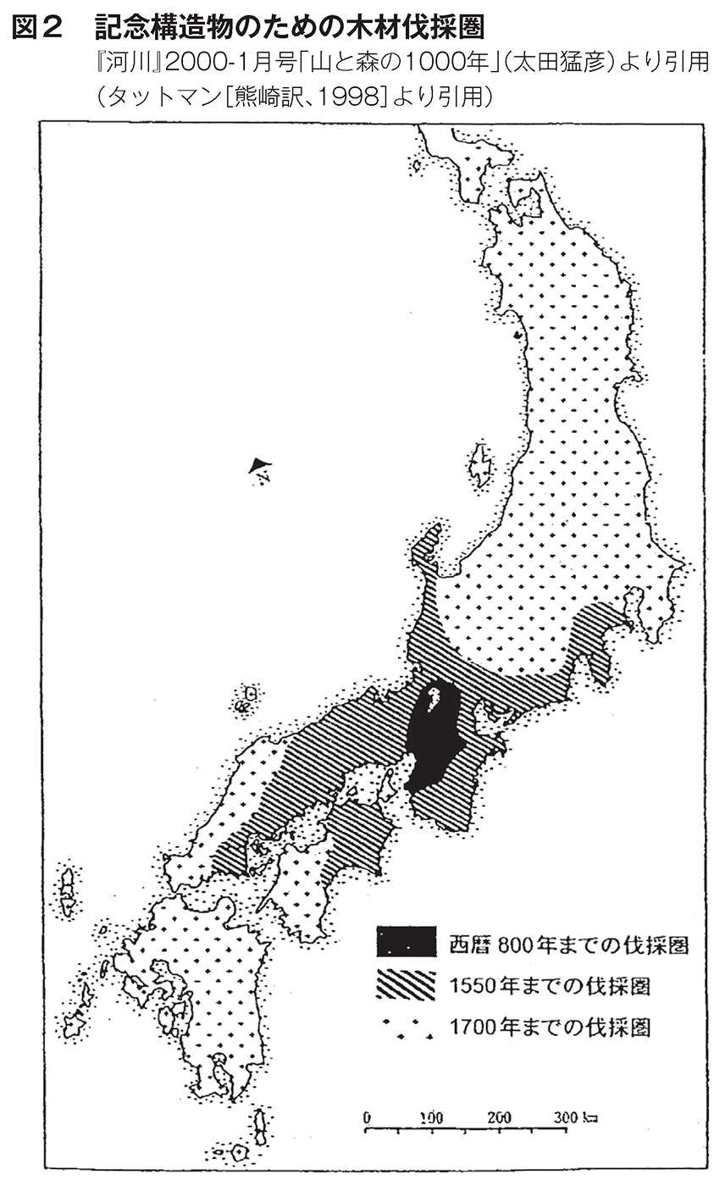 図2 記念構造物のための木材伐採圏
『河川』2000-1月号「山と森の1000年」(太田猛彦)より引用
(タットマン[熊崎訳、1998]より引用)
N
西暦800年までの伐採圏
1550年までの伐採圏
1700年までの伐採圏
0 100 200 300 km